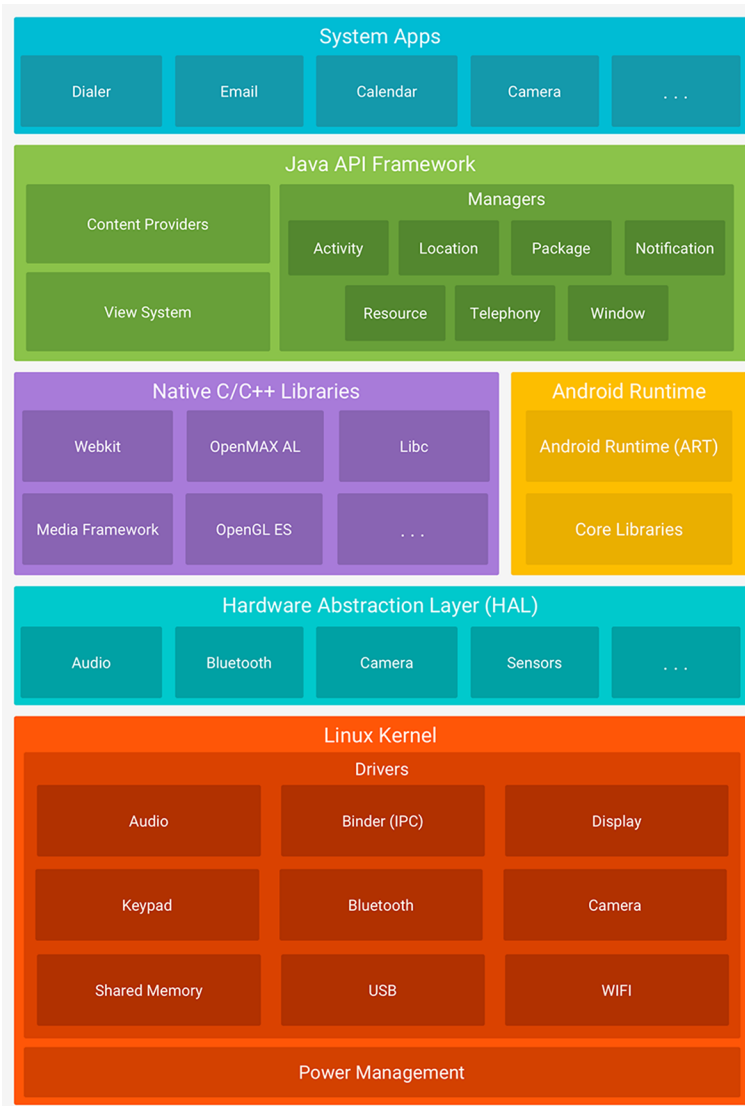 System Apps
Dialer
Email
Calendar
Camera
. . .
Java API Framework
Content Providers
View System
Managers
Activity
Location
Package
Notification
Resource
Telephony
Window
Native C/C++ Libraries
Webkit
OpenMAX AL
Libc
Media Framework
OpenGL ES
. . .
Android Runtime
Android Runtime (ART)
Core Libraries
Hardware Abstraction Layer (HAL)
Audio
Bluetooth
Camera
Sensors
. . .
Linux Kernel
Drivers
Audio
Binder (IPC)
Display
Keypad
Bluetooth
Camera
Shared Memory
USB
WIFI
Power Management